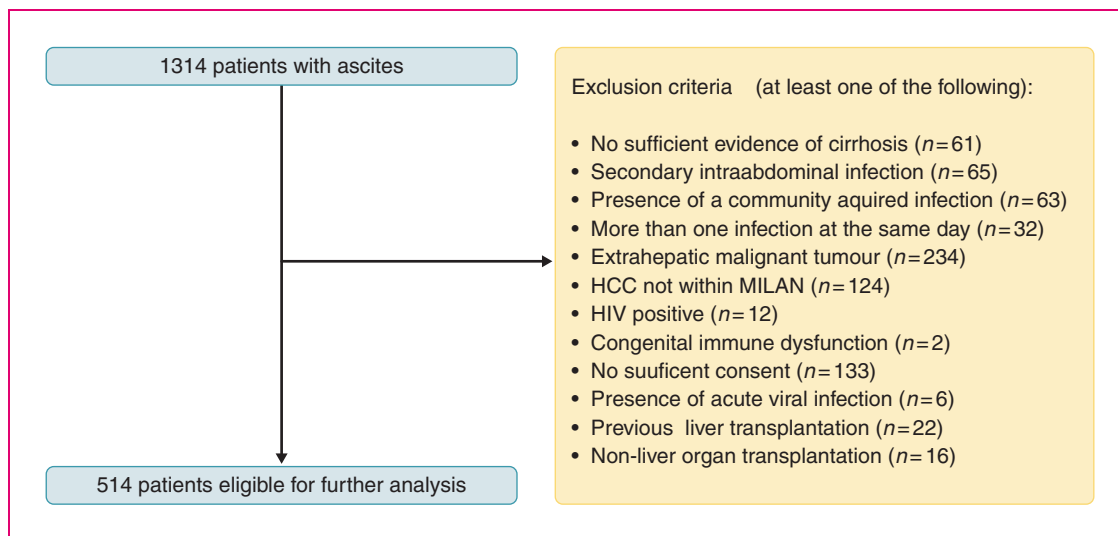 1314 patients with ascites
Exclusion criteria (at least one of the following):
• No sufficient evidence of cirrhosis (n=61)
• Secondary intraabdominal infection (n=65)
• Presence of a community aquired infection (n=63)
• More than one infection at the same day (n=32)
• Extrahepatic malignant tumour (n=234)
• HCC not within MILAN (n=124)
• HIV positive (n=12)
• Congenital immune dysfunction (n=2)
• No suuficent consent (n=133)
• Presence of acute viral infection (n=6)
• Previous liver transplantation (n=22)
• Non-liver organ transplantation (n=16)
514 patients eligible for further analysis